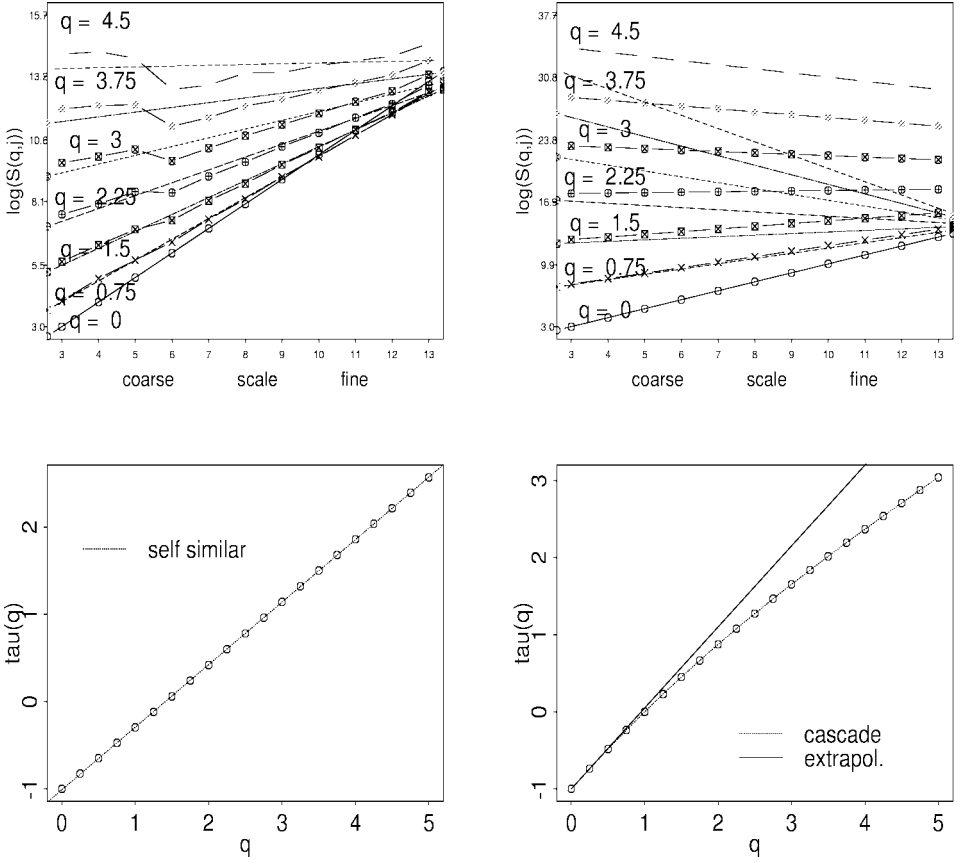 15.7
13.2
10.6
8.1
5.5
3.0
log(S(q,j))
q = 4.5
q = 3.75
q = 3
q = 2.25
q = 1.5
q = 0.75
q = 0
3 4 5 6 7 8 9 10 11 12 13
coarse scale fine
37.7
30.8
23.8
16.9
9.9
3.0
log(S(q,j))
q = 4.5
q = 3.75
q = 3
q = 2.25
q = 1.5
q = 0.75
q = 0
3 4 5 6 7 8 9 10 11 12 13
coarse scale fine
2
1
0
-1
tau(q)
self similar
0 1 2 3 4 5
q
3
2
1
0
-1
tau(q)
cascade
extrapol.
0 1 2 3 4 5
q